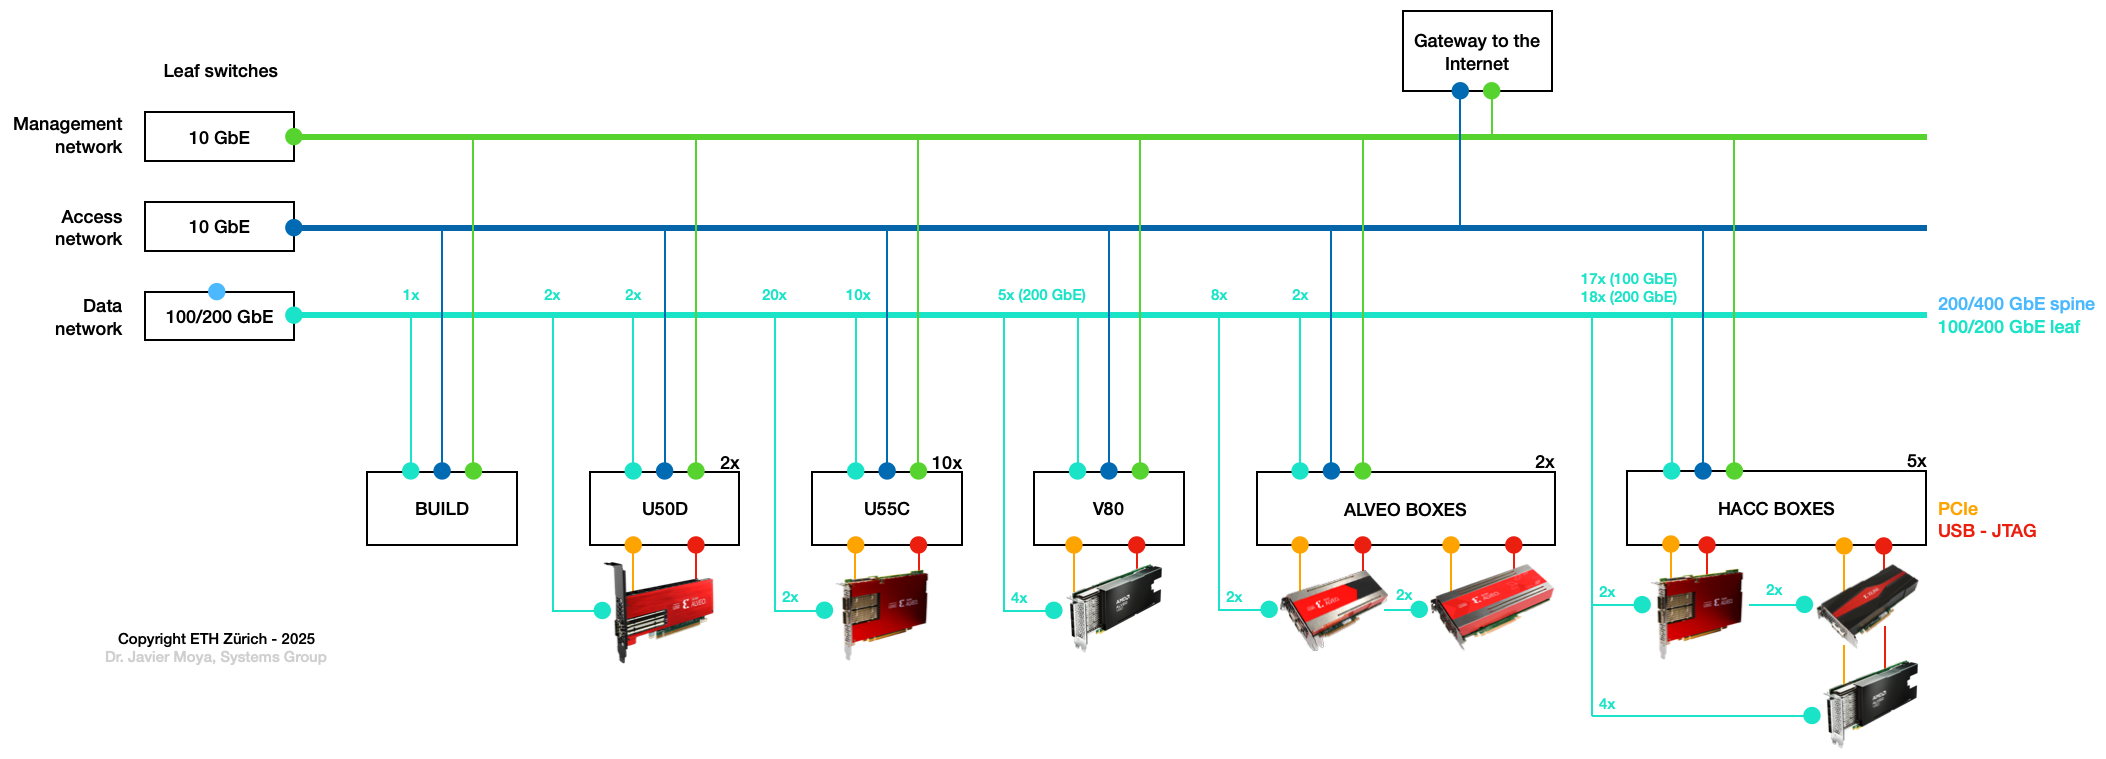 Gateway to the
Internet
Leaf switches
Management
network
10 GbE
Access
network
10 GbE
Data
network
100/200 GbE
1x
2x
2x
20x
10x
5x (200 GbE)
8x
2x
17x (100 GbE)
18x (200 GbE)
200/400 GbE spine
100/200 GbE leaf
BUILD
2x
U50D
10x
U55C
V80
2x
ALVEO BOXES
5x
HACC BOXES
PCIe
USB - JTAG
2x
4x
2x
2x
2x
2x
4x
Copyright ETH Zürich - 2025
Dr. Javier Moya, Systems Group